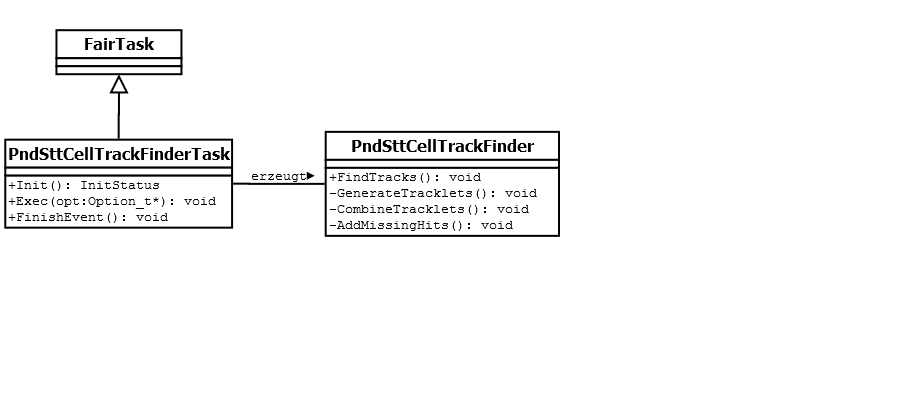 FairTask
PndSttCellTrackFinderTask
+Init(): InitStatus
+Exec(opt:Option_t*): void
+FinishEvent(): void
erzeugt
PndSttCellTrackFinder
+FindTracks(): void
-GenerateTracklets(): void
-CombineTracklets(): void
-AddMissingHits(): void